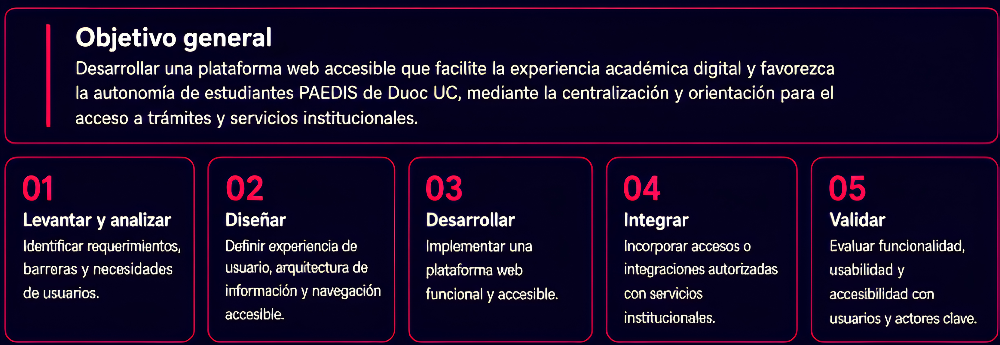 Objetivo general
Desarrollar una plataforma web accesible que facilite la experiencia académica digital y favorezca
la autonomía de estudiantes PAEDIS de Duoc UC, mediante la centralización y orientación para el
acceso a trámites y servicios institucionales.
01
Levantar y analizar
Identificar requerimientos,
barreras y necesidades
de usuarios.
02
Diseñar
Definir experiencia de
usuario, arquitectura de
información y navegación
accesible.
03
Desarrollar
Implementar una
plataforma web
funcional y accesible.
04
Integrar
Incorporar accesos o
integraciones autorizadas
con servicios
institucionales.
05
Validar
Evaluar funcionalidad,
usabilidad y
accesibilidad con
usuarios y actores clave.